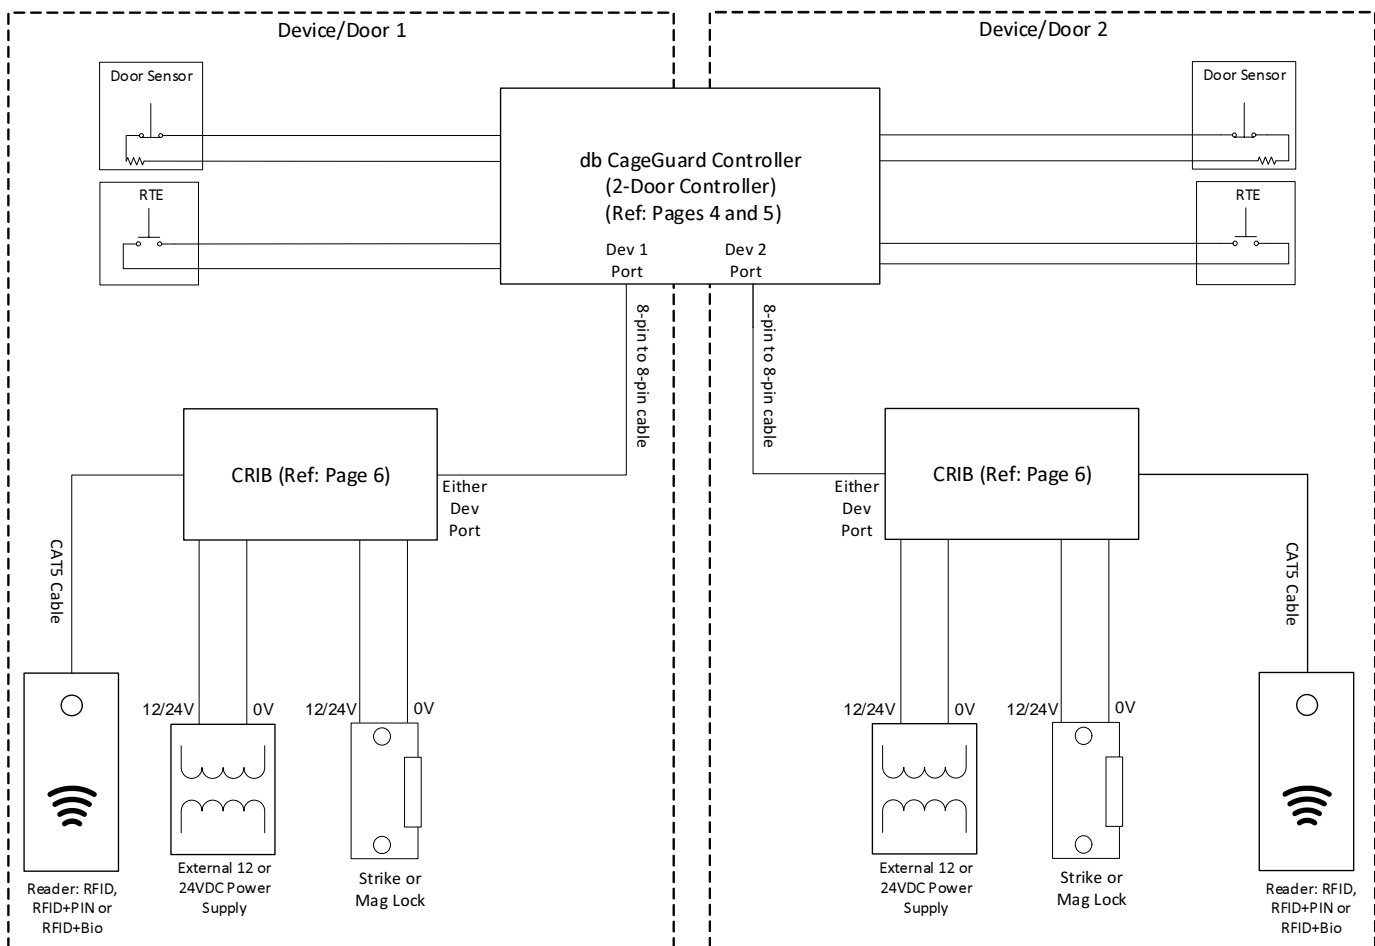 Device/Door 1
Device/Door 2
Door Sensor
Door Sensor
db CageGuard Controller
(2-Door Controller)
(Ref: Pages 4 and 5)
RTE
RTE
Dev 1
Port
Dev 2
Port
8-pin to 8-pin cable
8-pin to 8-pin cable
CRIB (Ref: Page 6)
Either
Dev
Port
CRIB (Ref: Page 6)
Either
Dev
Port
CAT5 Cable
CAT5 Cable
12/24V
0V
12/24V
0V
12/24V
0V
12/24V
0V
Reader: RFID,
RFID+PIN or
RFID+Bio
External 12 or
24VDC Power
Supply
Strike or
Mag Lock
External 12 or
24VDC Power
Supply
Strike or
Mag Lock
Reader: RFID,
RFID+PIN or
RFID+Bio